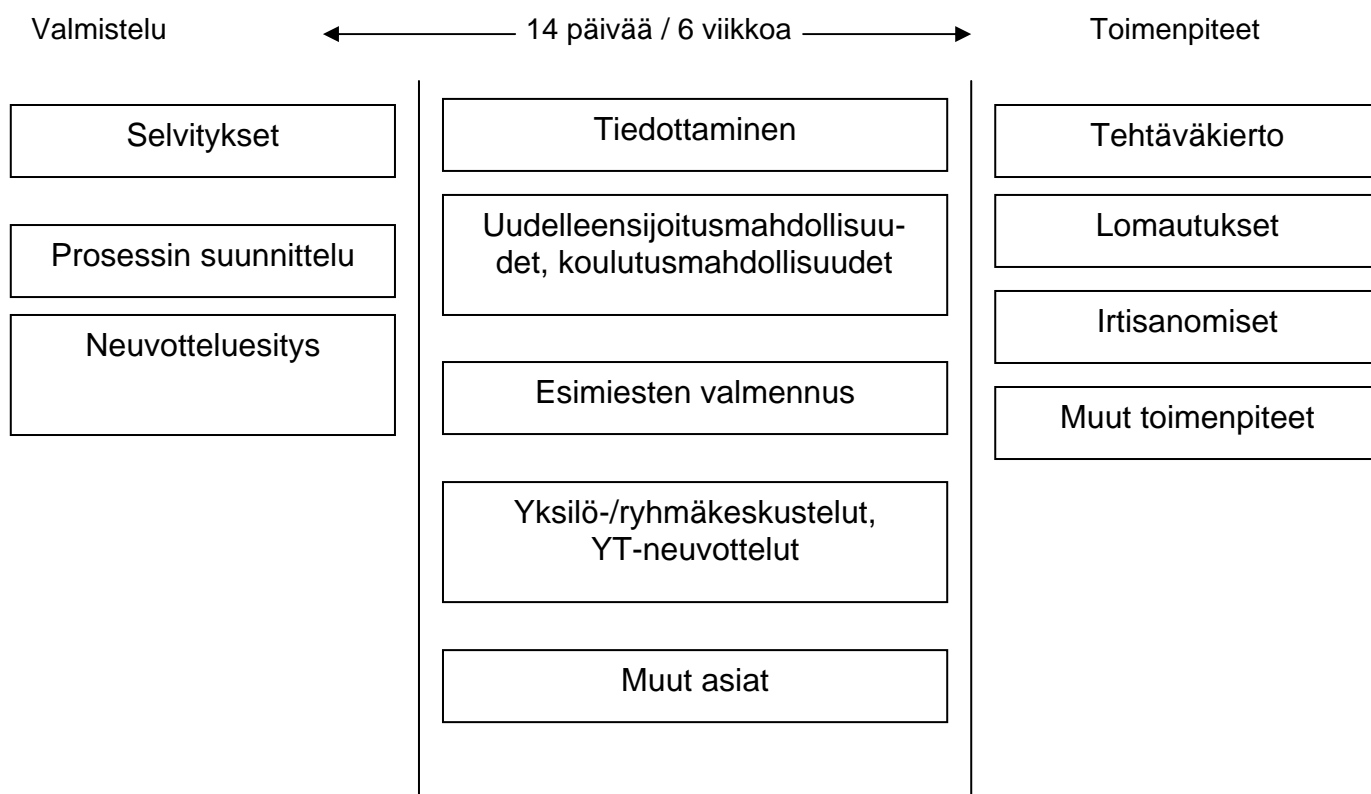 Valmistelu
14 päivää / 6 viikkoa
Toimenpiteet
Selvitykset
Prosessin suunnittelu
Neuvotteluesitys
Tiedottaminen
Uudelleensijoitusmahdollisuu-
det, koulutusmahdollisuudet
Esimiesten valmennus
Yksilö-/ryhmäkeskustelut,
YT-neuvottelut
Muut asiat
Tehtäväkierto
Lomautukset
Irtisanomiset
Muut toimenpiteet